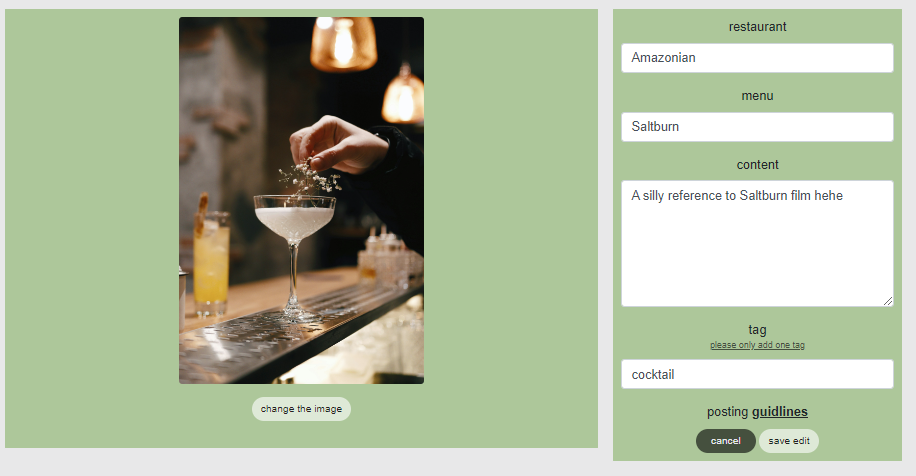 restaurant
Amazonian
menu
Saltburn
content
A silly reference to Saltburn film hehe
tag
please only add one tag
cocktail
change the image
posting guidlines
cancel save edit